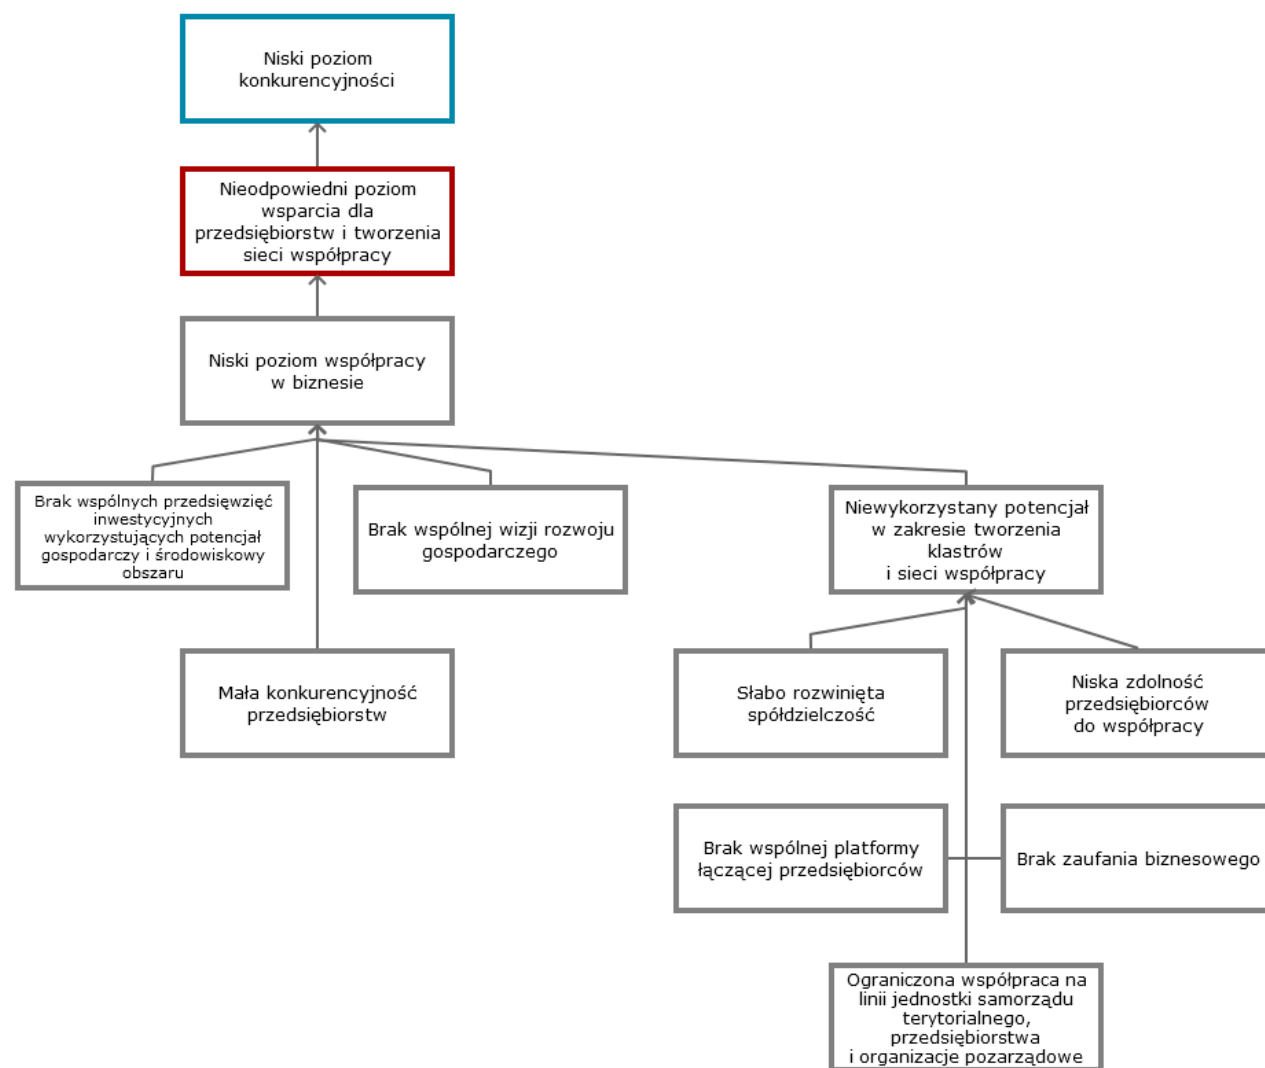 Niski poziom
konkurencyjności
Nieodpowiedni poziom
wsparcia dla
przedsiębiorstw i tworzenia
sieci współpracy
Niski poziom współpracy
w biznesie
Brak wspólnych przedsięwzięć
inwestycyjnych
wykorzystujących potencjał
gospodarczy i środowiskowy
obszaru
Brak wspólnej wizji rozwoju
gospodarczego
Niewykorzystany potencjał
w zakresie tworzenia
klastrów
i sieci współpracy
Mała konkurencyjność
przedsiębiorstw
Słabo rozwinięta
spółdzielczość
Niska zdolność
przedsiębiorców
do współpracy
Brak wspólnej platformy
łączącej przedsiębiorców
Brak zaufania biznesowego
Ograniczona współpraca na
linii jednostki samorządu
terytorialnego,
przedsiębiorstwa
i organizacje pozarządowe